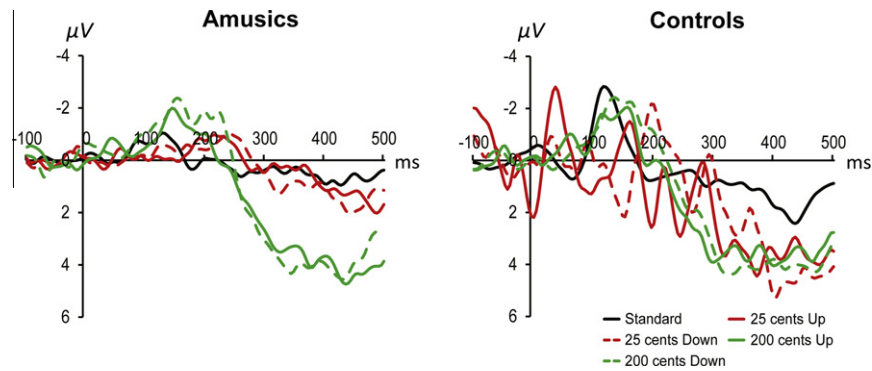 Amusics
µV
-4
-2
-100 0 100 200 300 400 500
ms
0
2
4
6
Controls
µV
-4
-2
-100 0 100 200 300 400 500
ms
0
2
4
6
Standard
25 cents Up
25 cents Down
200 cents Up
200 cents Down